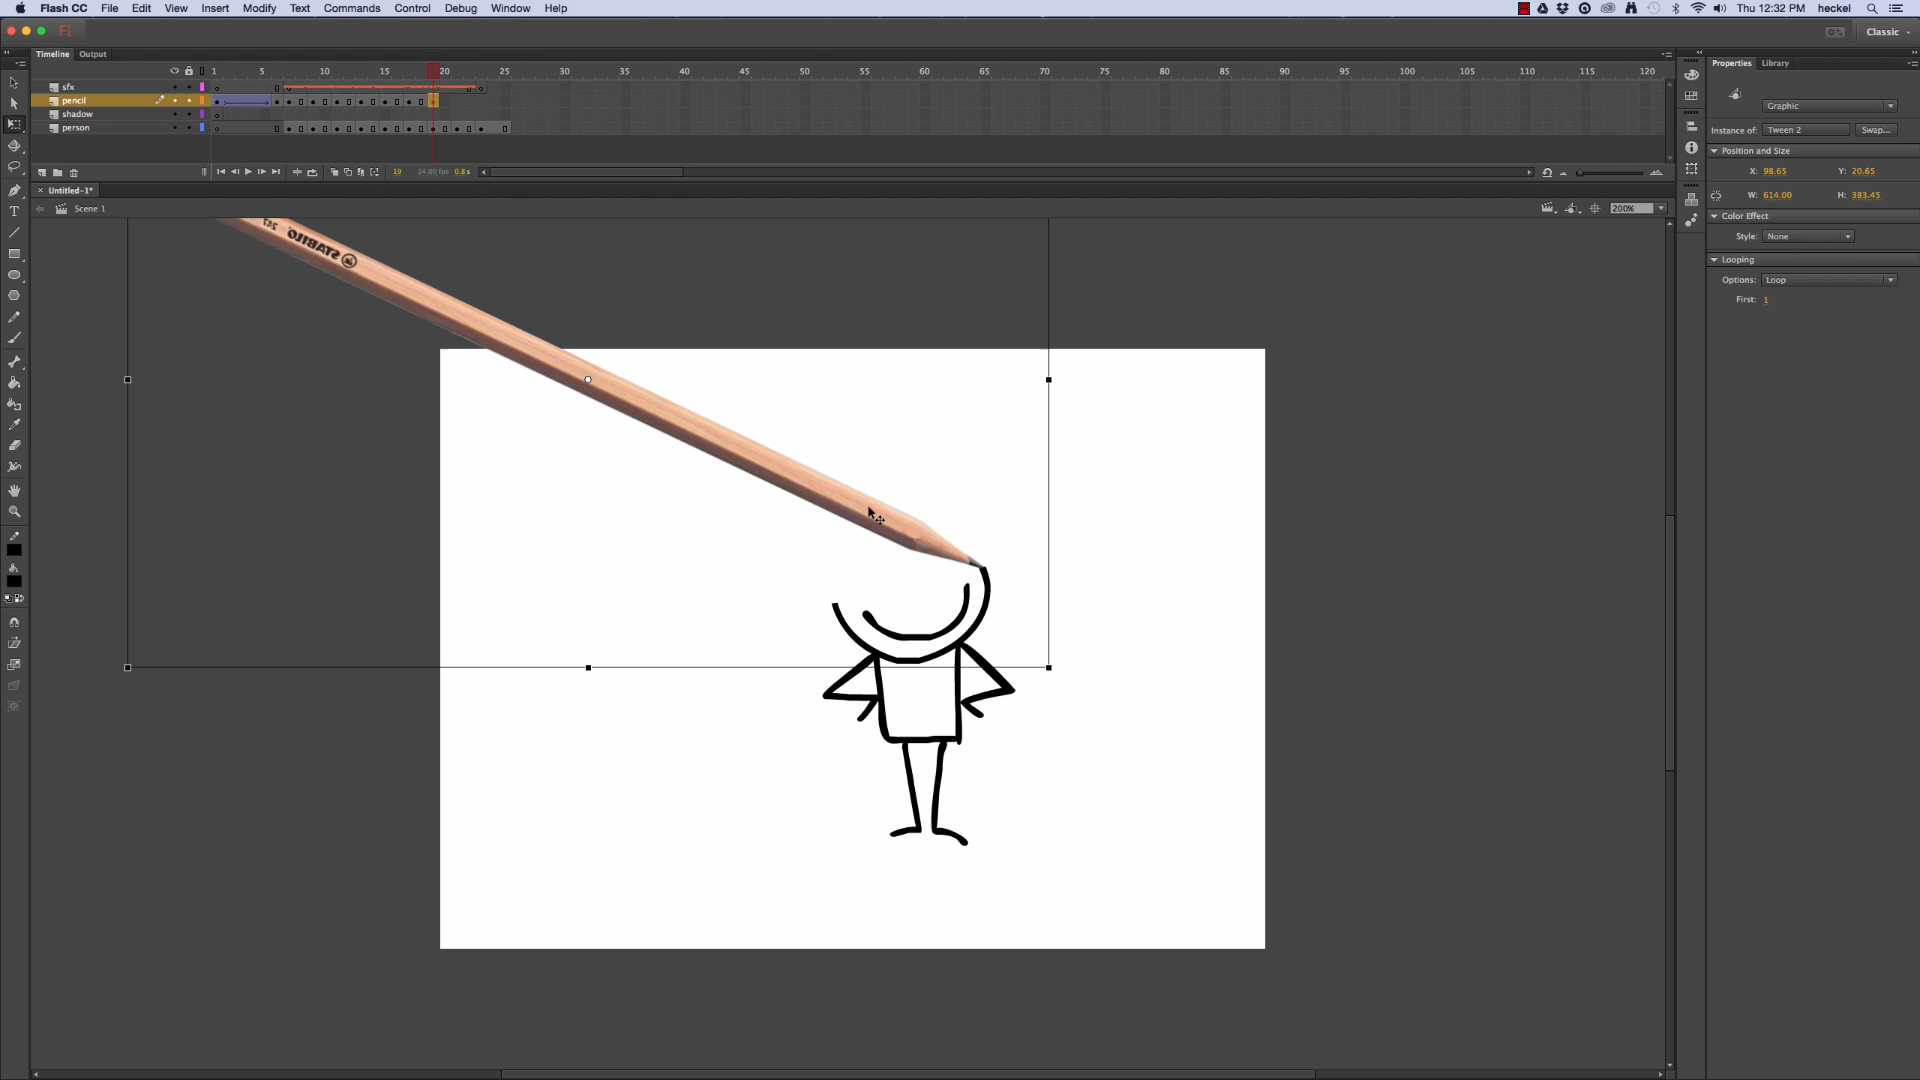 Flash CC File Edit View Insert Modify Text Commands Control Debug Window Help Thu 12:32 PM heckel
Fl Classic
Timeline Output Properties Library
1 5 10 15 20 25 30 35 40 45 50 55 60 65 70 75 80 85 90 95 100 105 110 115 120
sfx
pencil
shadow
person
Graphic
Instance of: Tween 2 Swap...
Position and Size
X: 98.65 Y: 20.65
W: 614.00 H: 383.45
Color Effect
Style: None
Looping
Options: Loop
First: 1
19 24.00 fps 0.8s
Untitled-1*
Scene 1 200%
STABILO 247